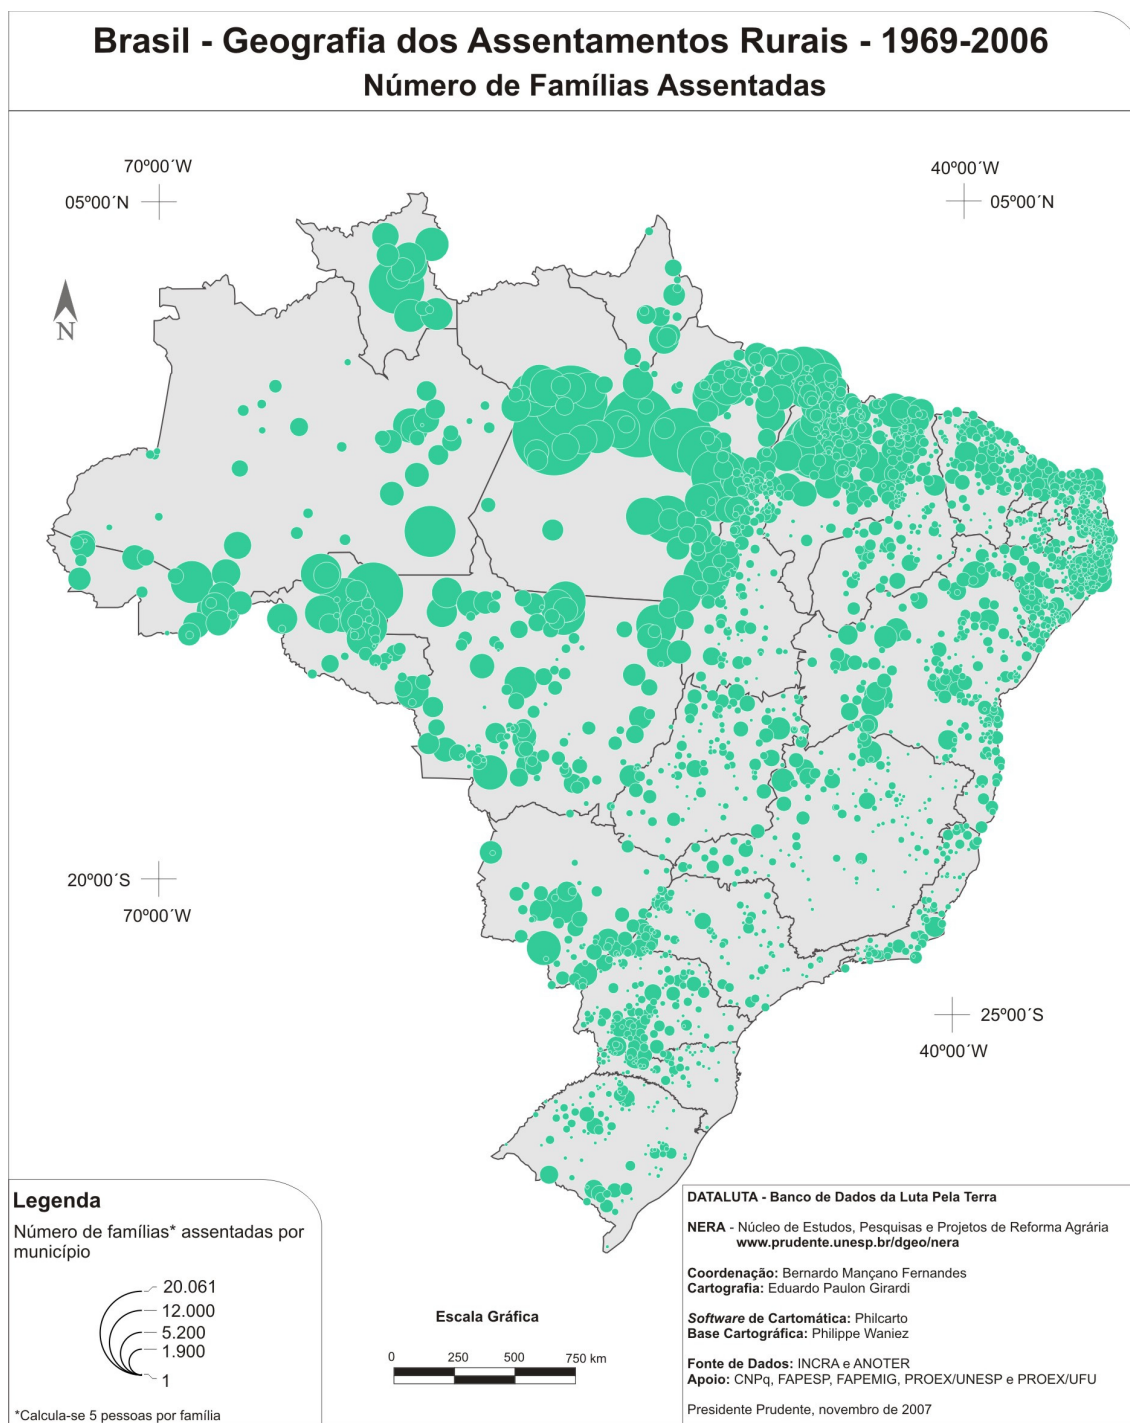 Brasil - Geografia dos Assentamentos Rurais - 1969-2006
Número de Famílias Assentadas
70º00´W
05º00´N
40º00´W
05º00´N
N
20º00´S
70º00´W
25º00´S
40º00´W
Legenda
Número de famílias* assentadas por
município
20.061
12.000
5.200
1.900
1
*Calcula-se 5 pessoas por família
Escala Gráfica
0 250 500 750 km
DATALUTA - Banco de Dados da Luta Pela Terra
NERA - Núcleo de Estudos, Pesquisas e Projetos de Reforma Agrária
www.prudente.unesp.br/dgeo/nera
Coordenação: Bernardo Mançano Fernandes
Cartografia: Eduardo Paulon Girardi
Software de Cartomática: Philcarto
Base Cartográfica: Philippe Waniez
Fonte de Dados: INCRA e ANOTER
Apoio: CNPq, FAPESP, FAPEMIG, PROEX/UNESP e PROEX/UFU
Presidente Prudente, novembro de 2007